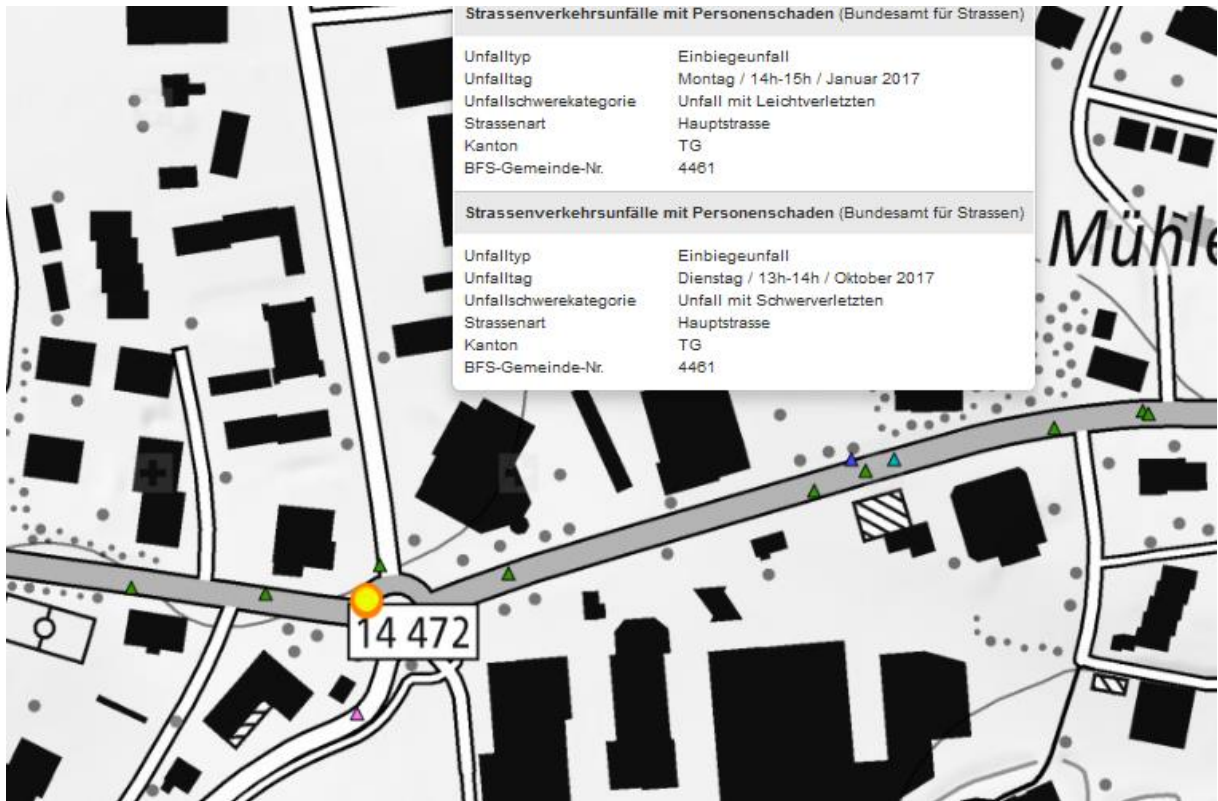 Strassenverkehrsunfälle mit Personenschaden (Bundesamt für Strassen)
Unfalltyp Einbiegeunfall
Unfalltag Montag / 14h-15h / Januar 2017
Unfallschwerekategorie Unfall mit Leichtverletzten
Strassenart Hauptstrasse
Kanton TG
BFS-Gemeinde-Nr. 4461
Strassenverkehrsunfälle mit Personenschaden (Bundesamt für Strassen)
Unfalltyp Einbiegeunfall
Unfalltag Dienstag / 13h-14h / Oktober 2017
Unfallschwerekategorie Unfall mit Schwerverletzten
Strassenart Hauptstrasse
Kanton TG
BFS-Gemeinde-Nr. 4461
Mühle
14 472